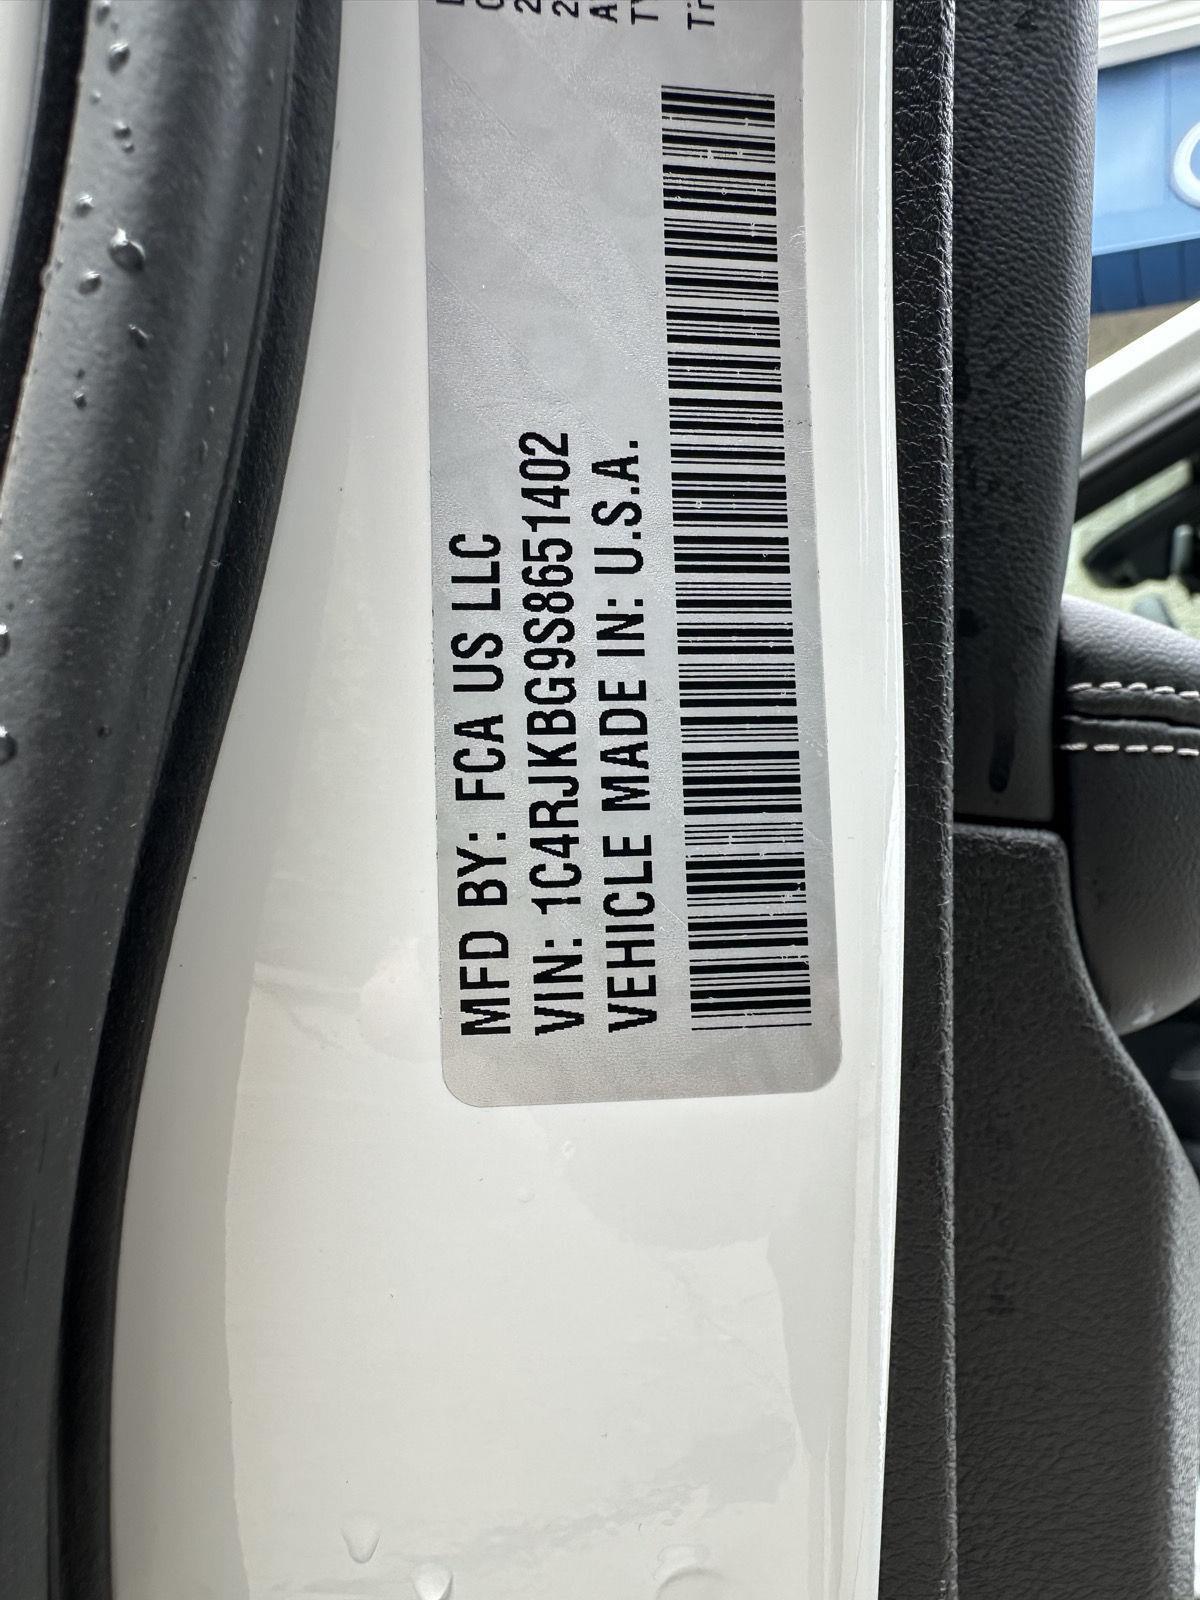 MFD BY: FCA US LLC
VIN: 1C4RJKBG9S8651402
VEHICLE MADE IN: U.S.A.